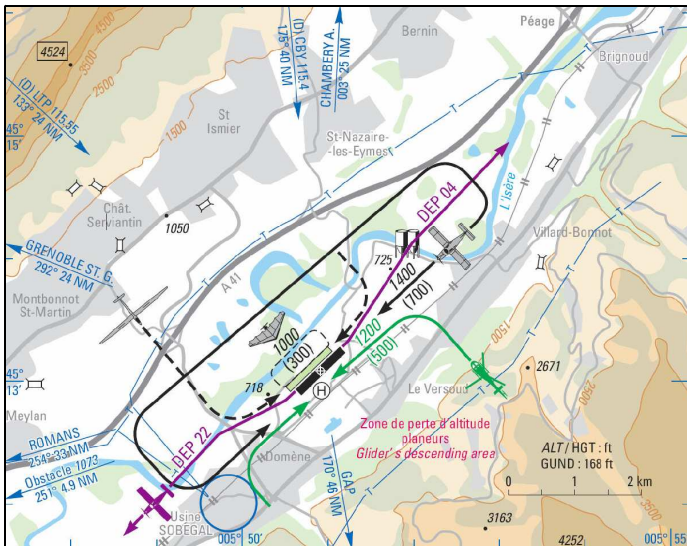 4524
3500
2500
1500
(D) LTP 115.95
133° 24 NM
(D) CBY 115.4
175° 40 NM
CHAMBERY A.
003° 25 NM
Bernin
Péage
Brignoud
45°
15'
St
Ismier
St-Nazaire-
les-Eymes
T
T
T
Chât.
Servientin
1050
DEP 04
L'Isère
Villard-Bonnot
GRENOBLE ST. G.
292° 24 NM
725
1400
(700)
A 41
Montbonnot
St-Martin
1000
(300)
1200
(500)
1050
2671
2500
45°
13'
718
H
Le Versoud
Meylan
Zone de perte d'altitude
planeurs
Glider's descending area
ROMANS
254° 33 NM
DEP 22
Obstacle 1073
251° 4.9 NM
Domène
GAP
170° 46 NM
ALT / HGT : ft
GUND : 168 ft
0
1
2 km
Usine
SOBEGAL
005° 50'
3163
4252
3500
005° 55'